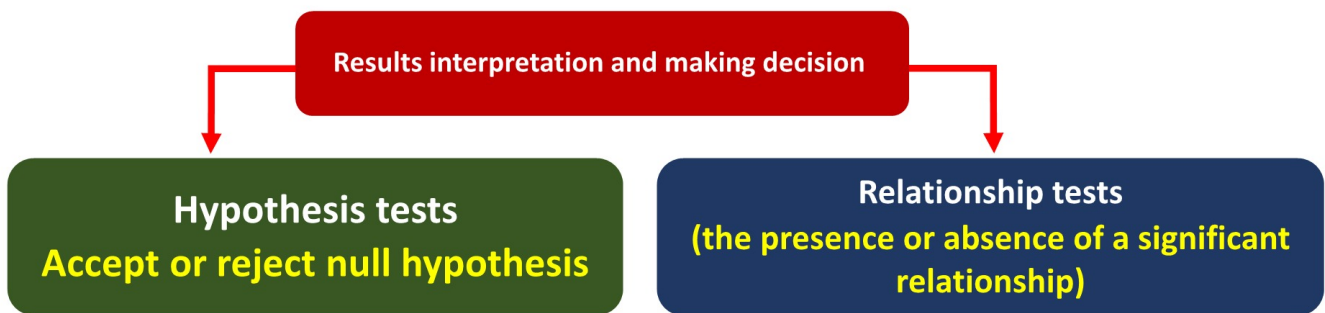 Results interpretation and making decision
Hypothesis tests
Accept or reject null hypothesis
Relationship tests
(the presence or absence of a significant
relationship)